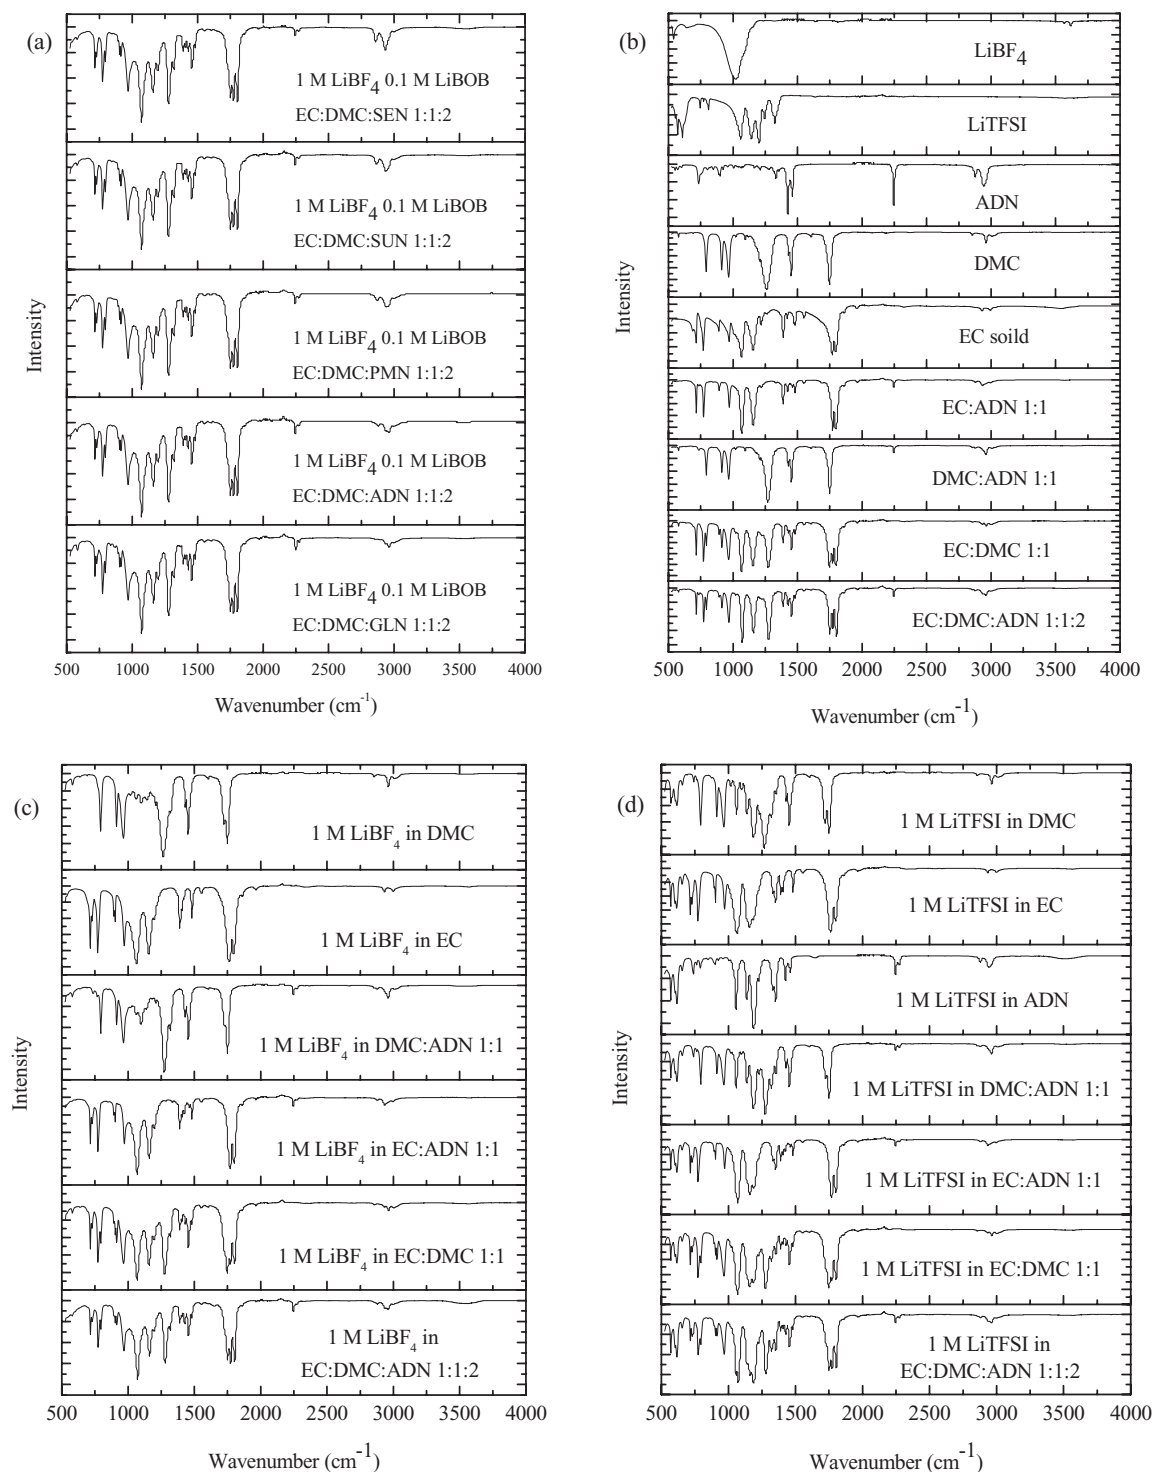 (a)
1 M LiBF4 0.1 M LiBOB
EC:DMC:SEN 1:1:2
1 M LiBF4 0.1 M LiBOB
EC:DMC:SUN 1:1:2
1 M LiBF4 0.1 M LiBOB
EC:DMC:PMN 1:1:2
1 M LiBF4 0.1 M LiBOB
EC:DMC:ADN 1:1:2
1 M LiBF4 0.1 M LiBOB
EC:DMC:GLN 1:1:2
Intensity
500 1000 1500 2000 2500 3000 3500 4000
Wavenumber (cm-1)
(b)
LiBF4
LiTFSI
ADN
DMC
EC soild
EC:ADN 1:1
DMC:ADN 1:1
EC:DMC 1:1
EC:DMC:ADN 1:1:2
Intensity
500 1000 1500 2000 2500 3000 3500 4000
Wavenumber (cm-1)
(c)
1 M LiBF4 in DMC
1 M LiBF4 in EC
1 M LiBF4 in DMC:ADN 1:1
1 M LiBF4 in EC:ADN 1:1
1 M LiBF4 in EC:DMC 1:1
1 M LiBF4 in
EC:DMC:ADN 1:1:2
Intensity
500 1000 1500 2000 2500 3000 3500 4000
Wavenumber (cm-1)
(d)
1 M LiTFSI in DMC
1 M LiTFSI in EC
1 M LiTFSI in ADN
1 M LiTFSI in DMC:ADN 1:1
1 M LiTFSI in EC:ADN 1:1
1 M LiTFSI in EC:DMC 1:1
1 M LiTFSI in
EC:DMC:ADN 1:1:2
Intensity
500 1000 1500 2000 2500 3000 3500 4000
Wavenumber (cm-1)